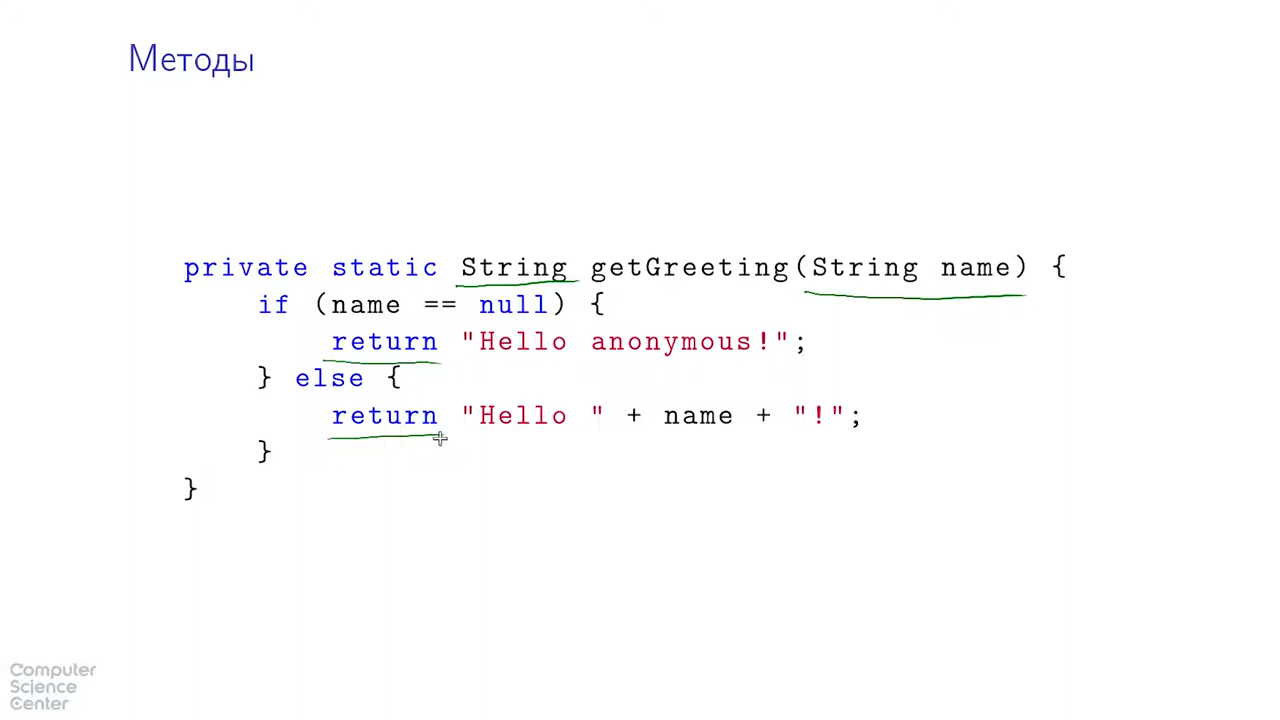 Методы
private static String getGreeting(String name) {
    if (name == null) {
        return "Hello anonymous!";
    } else {
        return "Hello " + name + "!";
    }
}
Computer
Science
Center